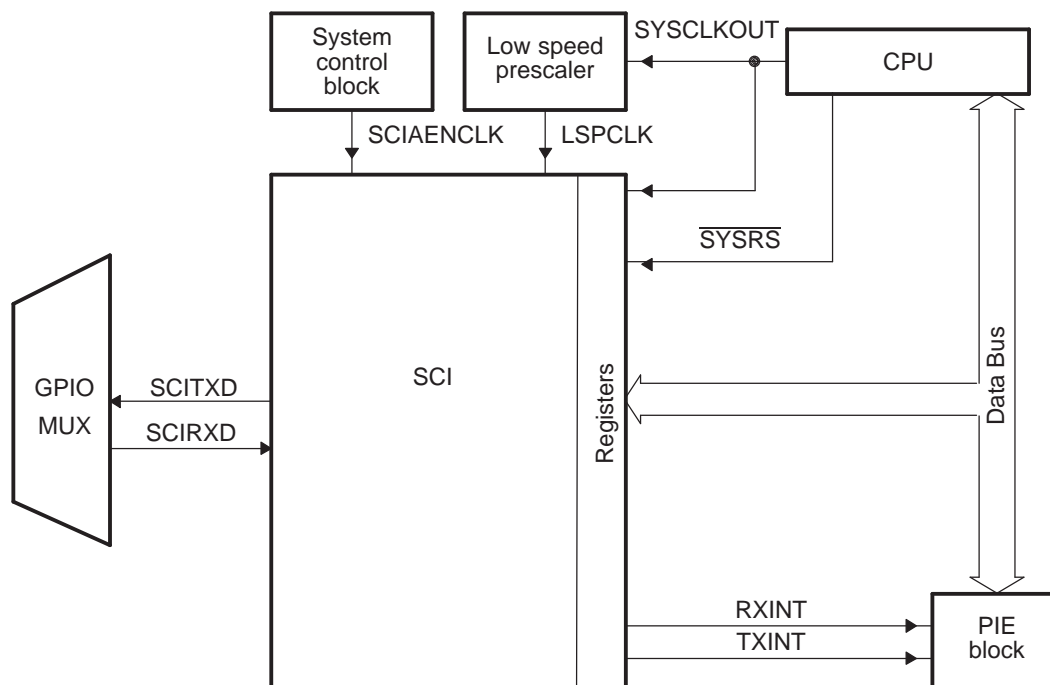 System
control
block
Low speed
prescaler
SYSCLKOUT
CPU
SCIAENCLK
LSPCLK
SYSRS
SCI
Registers
Data Bus
GPIO
MUX
SCITXD
SCIRXD
RXINT
TXINT
PIE
block